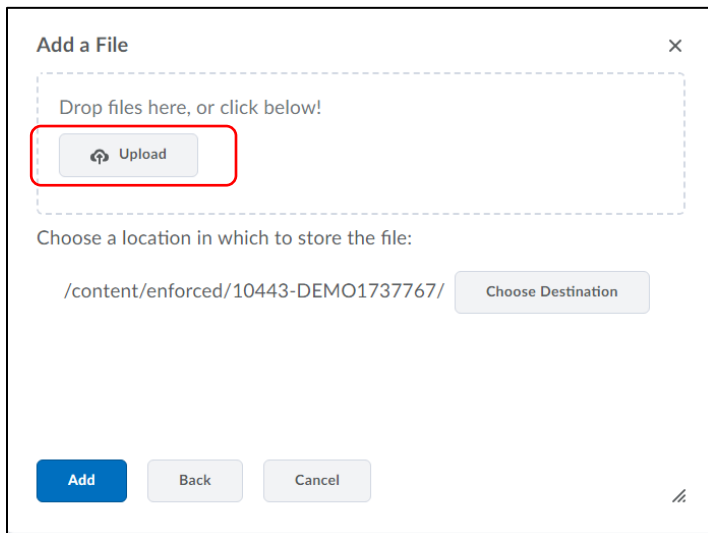 Add a File
Drop files here, or click below!
Upload
Choose a location in which to store the file:
/content/enforced/10443-DEMO1737767/ Choose Destination
Add Back Cancel